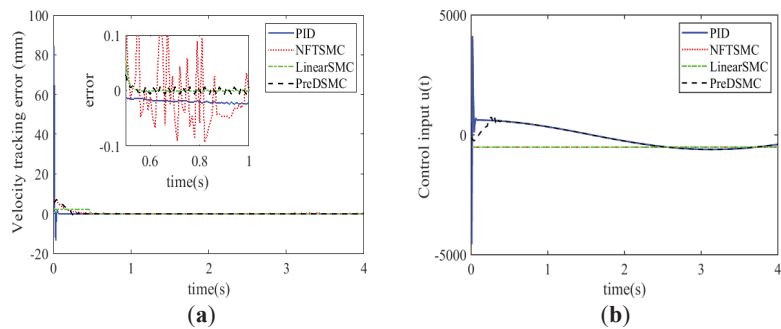 Velocity tracking error (mm)
100
80
60
40
20
0
-20
0
1
2
3
4
time(s)
error
0.1
0
-0.1
0.6
0.8
1
time(s)
PID
NFTSMC
LinearSMC
PreDSMC
(a)
Control input u(t)
5000
0
-5000
0
1
2
3
4
time(s)
PID
NFTSMC
LinearSMC
PreDSMC
(b)